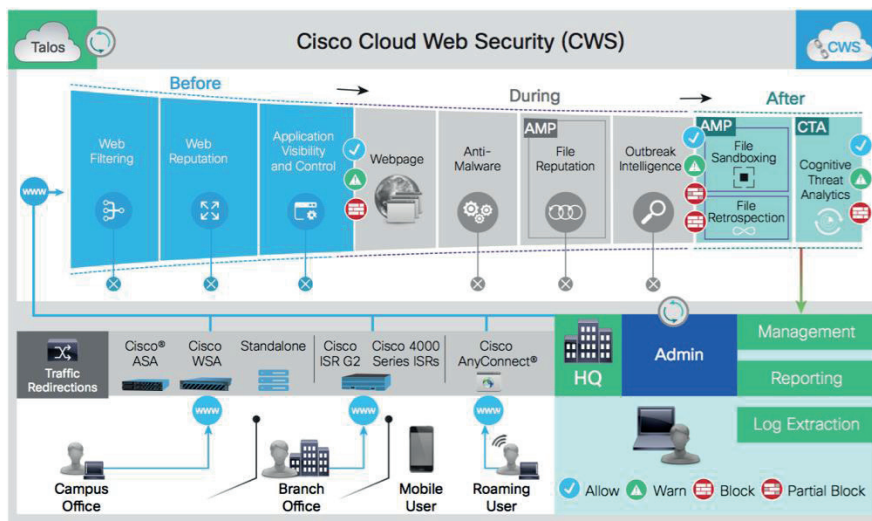 Talos
Cisco Cloud Web Security (CWS)
CWS
Before
During
After
Web
Filtering
Web
Reputation
Application
Visibility
and Control
Webpage
Anti-
Malware
AMP
File
Reputation
Outbreak
Intelligence
AMP
File
Sandboxing
File
Retrospection
CTA
Cognitive
Threat
Analytics
www
Traffic
Redirections
Cisco®
ASA
Cisco
WSA
Standalone
Cisco
ISR G2
Cisco 4000
Series ISRs
Cisco
AnyConnect®
HQ
Admin
Management
Reporting
Log Extraction
www
www
www
Campus
Office
Branch
Office
Mobile
User
Roaming
User
Allow
Warn
Block
Partial Block